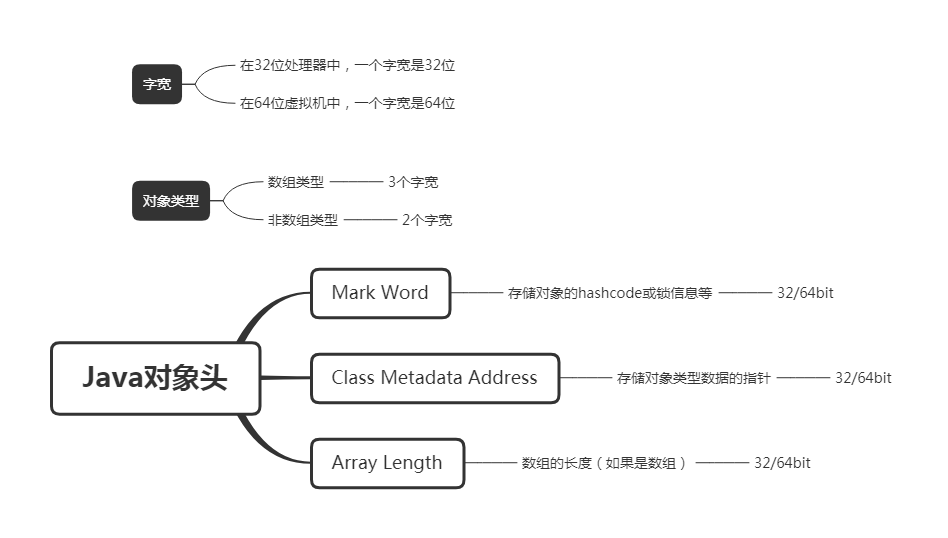 字宽
在32位处理器中，一个字宽是32位
在64位虚拟机中，一个字宽是64位
对象类型
数组类型 3个字宽
非数组类型 2个字宽
Java对象头
Mark Word 存储对象的hashcode或锁信息等 32/64bit
Class Metadata Address 存储对象类型数据的指针 32/64bit
Array Length 数组的长度（如果是数组） 32/64bit